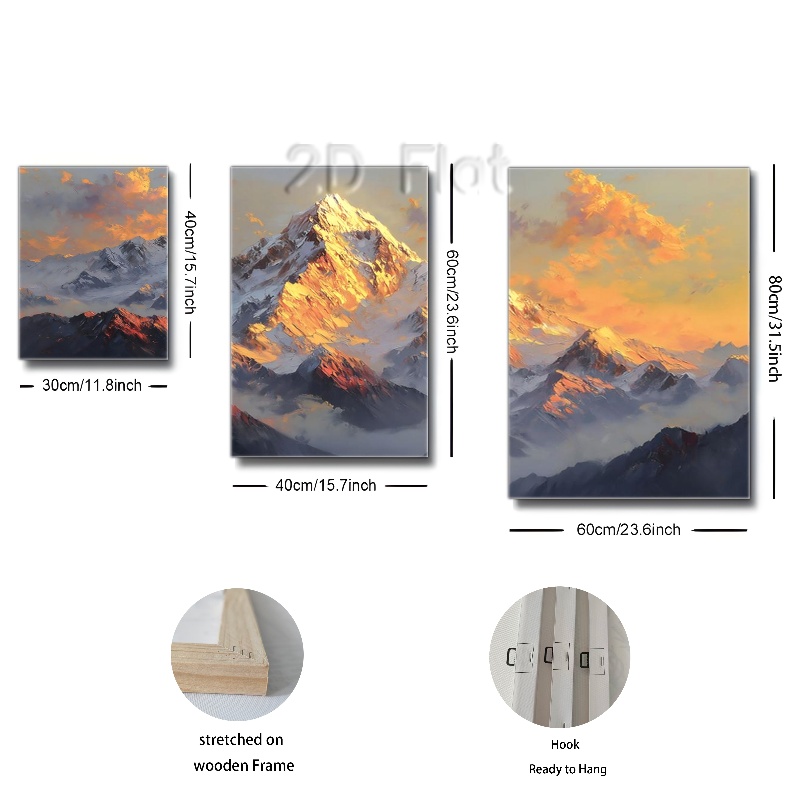 2D Flat
40cm/15.7inch
30cm/11.8inch
60cm/23.6inch
40cm/15.7inch
80cm/31.5inch
60cm/23.6inch
stretched on
wooden Frame
Hook
Ready to Hang